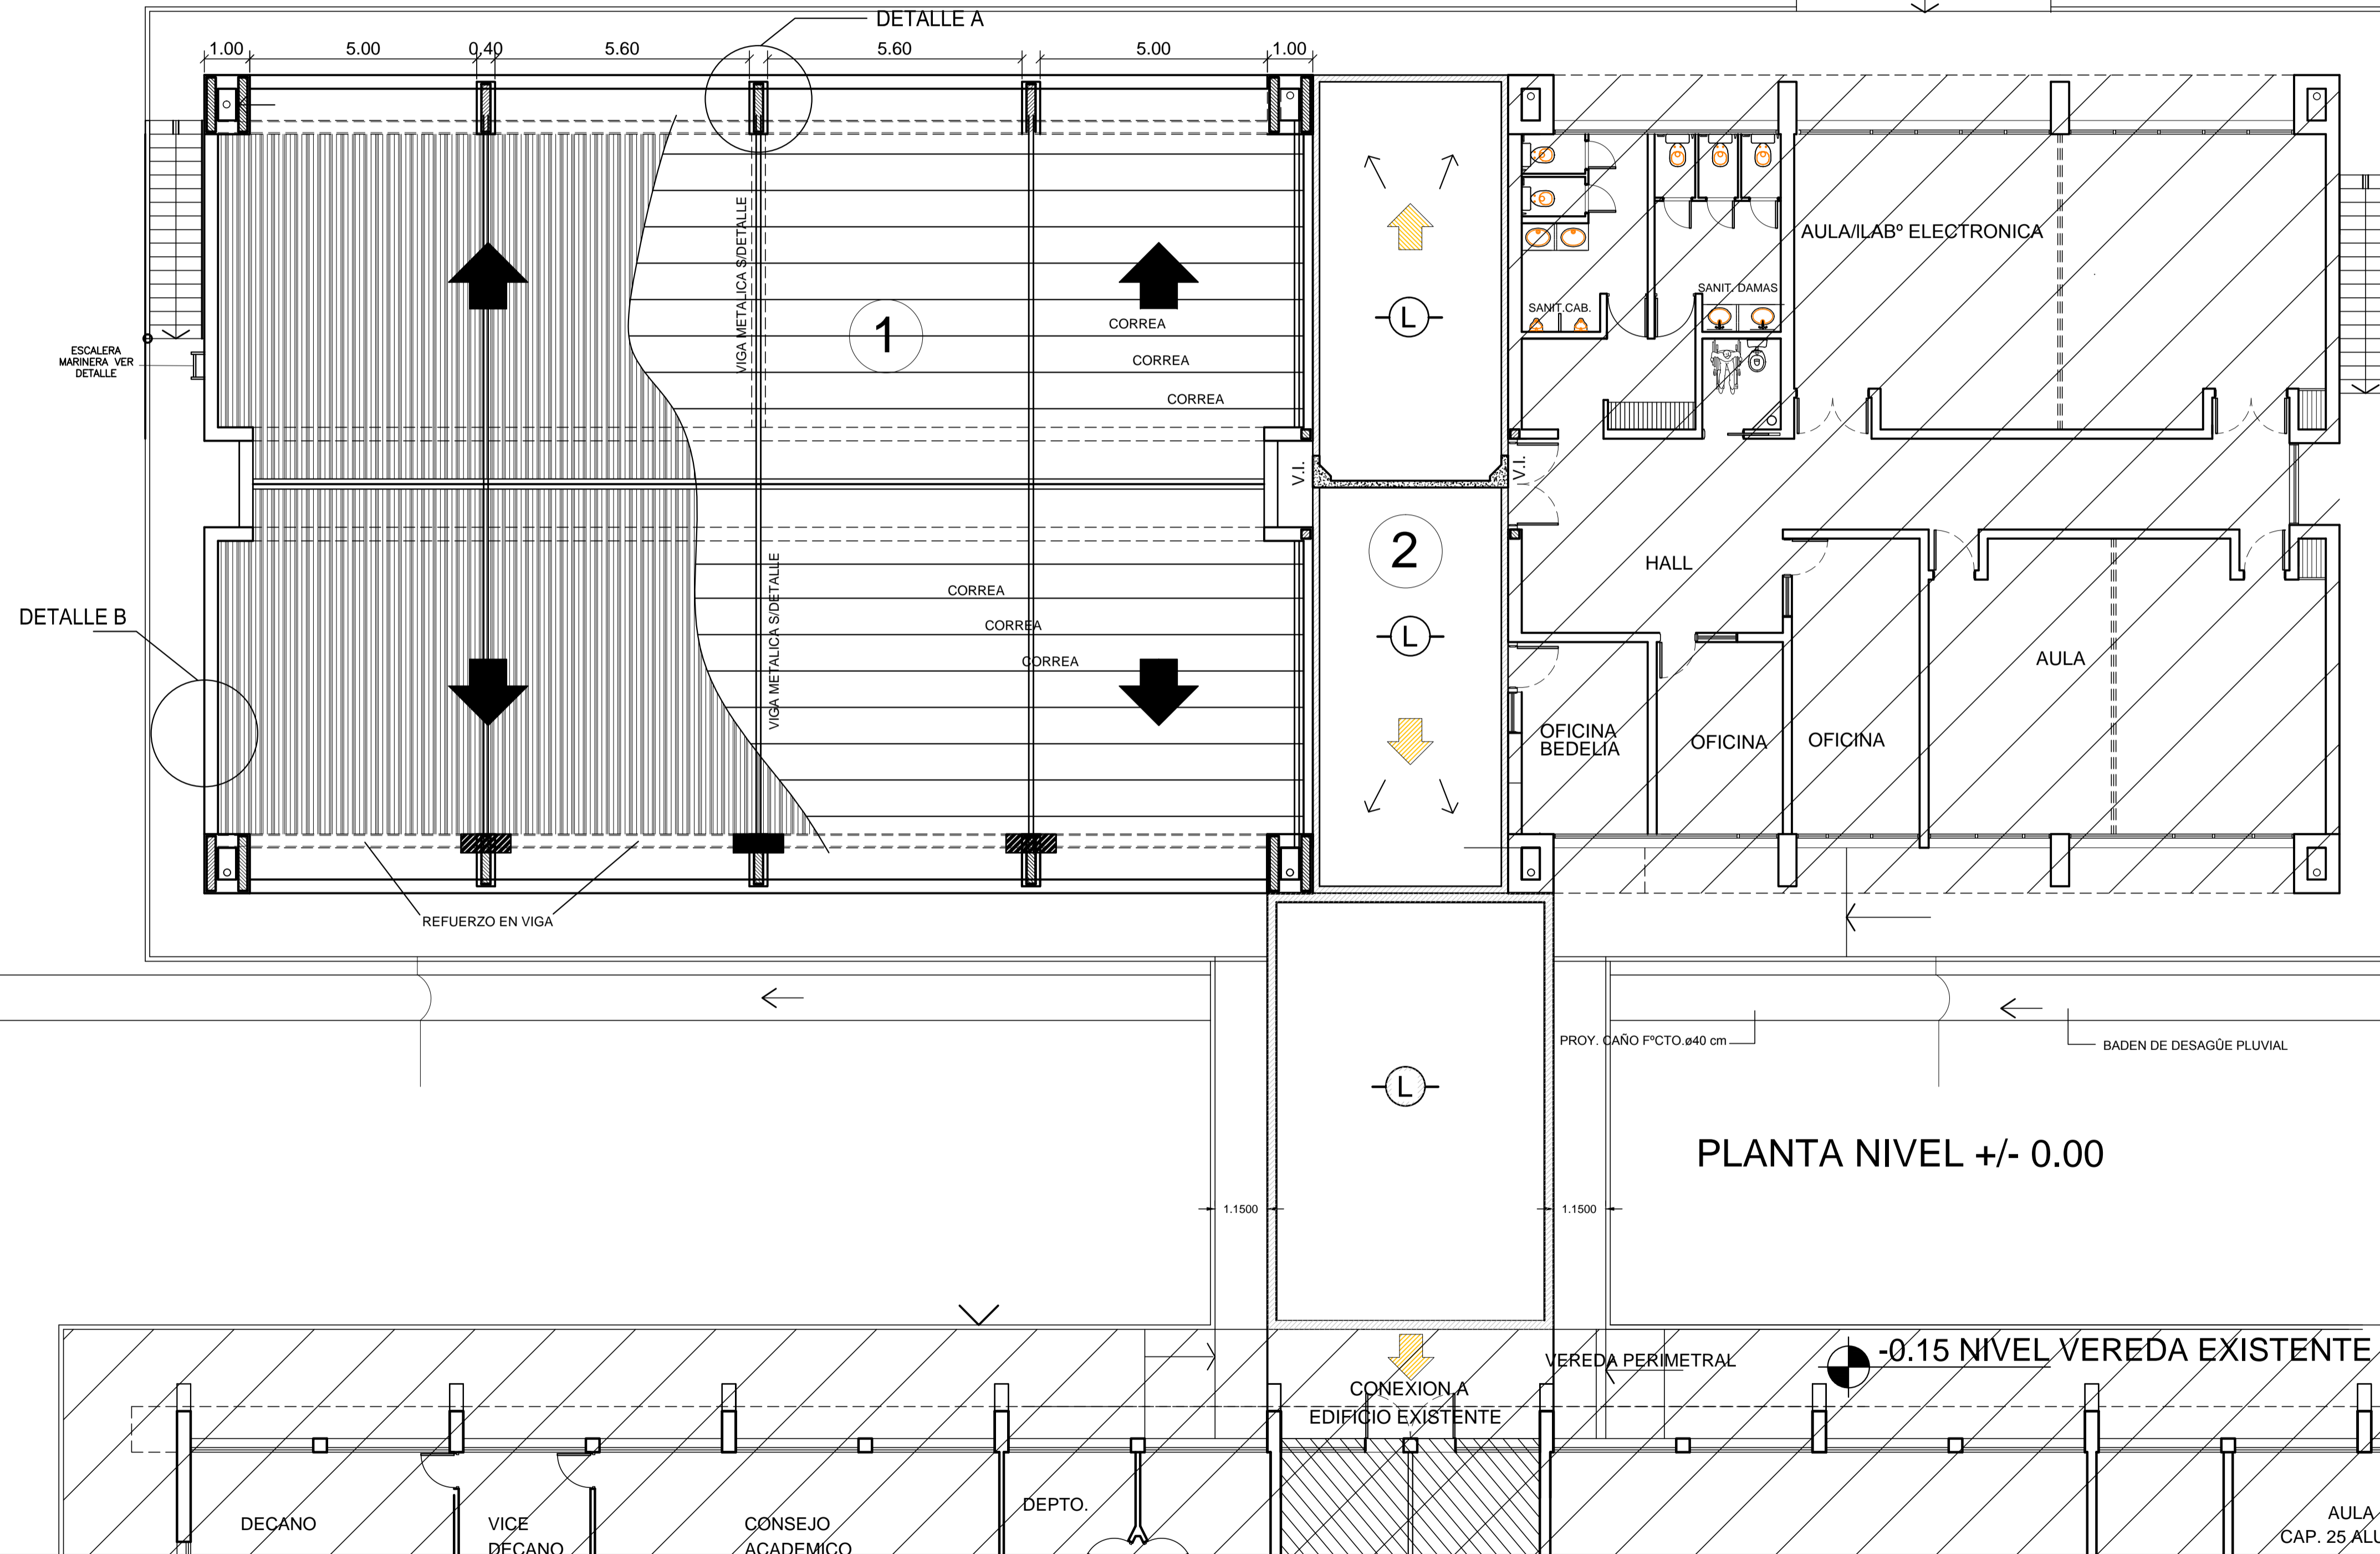 DETALLE A
1.00
5.00
0.40
5.60
5.60
5.00
1.00
VIGA METALICA S/DETALLE
AULA/ILABº ELECTRONICA
SANIT. DAMAS
SANIT.CAB.
L
1
CORREA
CORREA
CORREA
ESCALERA
MARINERA VER
DETALLE
V.I.
V.I.
2
HALL
CORREA
CORREA
CORREA
VIGA METALICA S/DETALLE
DETALLE B
L
AULA
OFICINA
BEDELIA
OFICINA
OFICINA
REFUERZO EN VIGA
PROY. CAÑO FºCTO.ø40 cm
BADEN DE DESAGÛE PLUVIAL
L
PLANTA NIVEL +/- 0.00
1.1500
1.1500
VEREDA PERIMETRAL
-0.15 NIVEL VEREDA EXISTENTE
CONEXION A
EDIFICIO EXISTENTE
DECANO
VICE
DECANO
CONSEJO
ACADEMICO
DEPTO.
AULA
CAP. 25 ALU